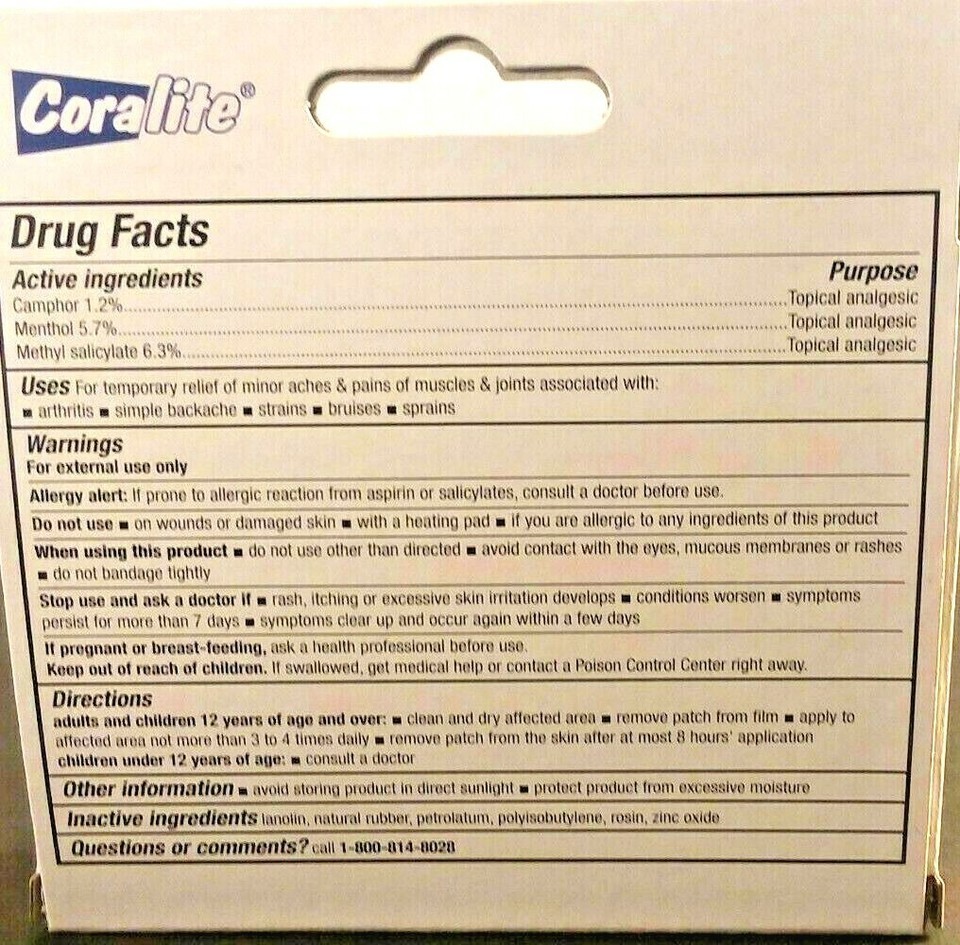 Coralite®
Drug Facts
Active ingredients Purpose
Camphor 1.2%..........Topical analgesic
Menthol 5.7%..........Topical analgesic
Methyl salicylate 6.3%..........Topical analgesic
Uses For temporary relief of minor aches & pains of muscles & joints associated with:
■ arthritis ■ simple backache ■ strains ■ bruises ■ sprains
Warnings
For external use only
Allergy alert: If prone to allergic reaction from aspirin or salicylates, consult a doctor before use.
Do not use ■ on wounds or damaged skin ■ with a heating pad ■ if you are allergic to any ingredients of this product
When using this product ■ do not use other than directed ■ avoid contact with the eyes, mucous membranes or rashes
■ do not bandage tightly
Stop use and ask a doctor if ■ rash, itching or excessive skin irritation develops ■ conditions worsen ■ symptoms
persist for more than 7 days ■ symptoms clear up and occur again within a few days
If pregnant or breast-feeding, ask a health professional before use.
Keep out of reach of children. If swallowed, get medical help or contact a Poison Control Center right away.
Directions
adults and children 12 years of age and over: ■ clean and dry affected area ■ remove patch from film ■ apply to
affected area not more than 3 to 4 times daily ■ remove patch from the skin after at most 8 hours' application
children under 12 years of age: ■ consult a doctor
Other information ■ avoid storing product in direct sunlight ■ protect product from excessive moisture
Inactive ingredients lanolin, natural rubber, petrolatum, polyisobutylene, rosin, zinc oxide
Questions or comments? call 1-800-814-8028